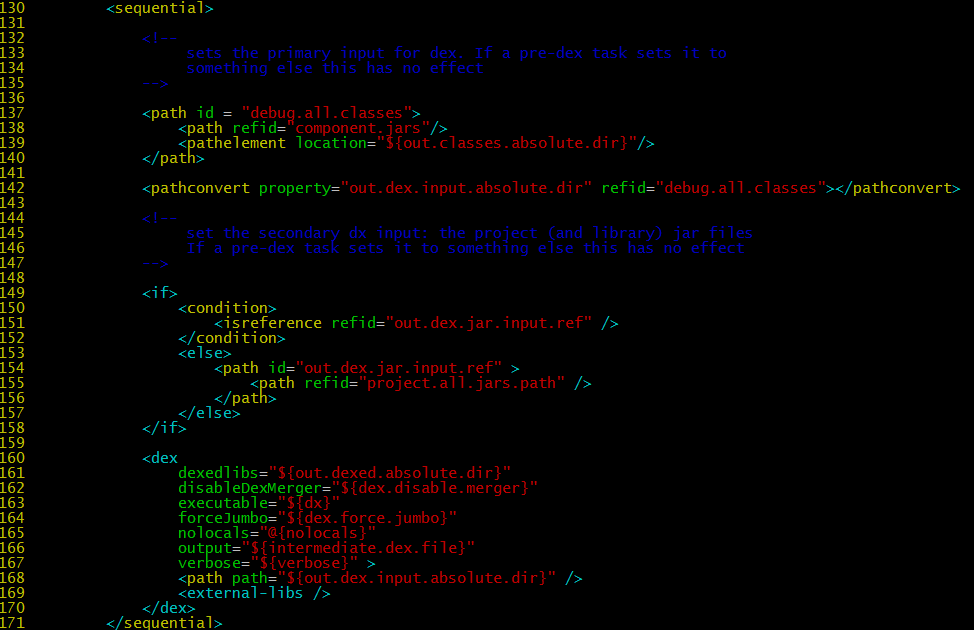 130         <sequential>
131
132             <!--
133                  sets the primary input for dex. If a pre-dex task sets it to
134                  something else this has no effect
135             -->
136
137             <path id = "debug.all.classes">
138                 <path refid="component.jars"/>
139                 <pathelement location="${out.classes.absolute.dir}"/>
140             </path>
141
142             <pathconvert property="out.dex.input.absolute.dir" refid="debug.all.classes"></pathconvert>
143
144             <!--
145                  set the secondary dx input: the project (and library) jar files
146                  If a pre-dex task sets it to something else this has no effect
147             -->
148
149             <if>
150                 <condition>
151                     <isreference refid="out.dex.jar.input.ref" />
152                 </condition>
153                 <else>
154                     <path id="out.dex.jar.input.ref" >
155                         <path refid="project.all.jars.path" />
156                     </path>
157                 </else>
158             </if>
159
160             <dex
161                 dexedlibs="${out.dexed.absolute.dir}"
162                 disableDexMerger="${dex.disable.merger}"
163                 executable="${dx}"
164                 forceJumbo="${dex.force.jumbo}"
165                 nolocals="@{nolocals}"
166                 output="${intermediate.dex.file}"
167                 verbose="${verbose}" >
168                 <path path="${out.dex.input.absolute.dir}" />
169                 <external-libs />
170             </dex>
171         </sequential>